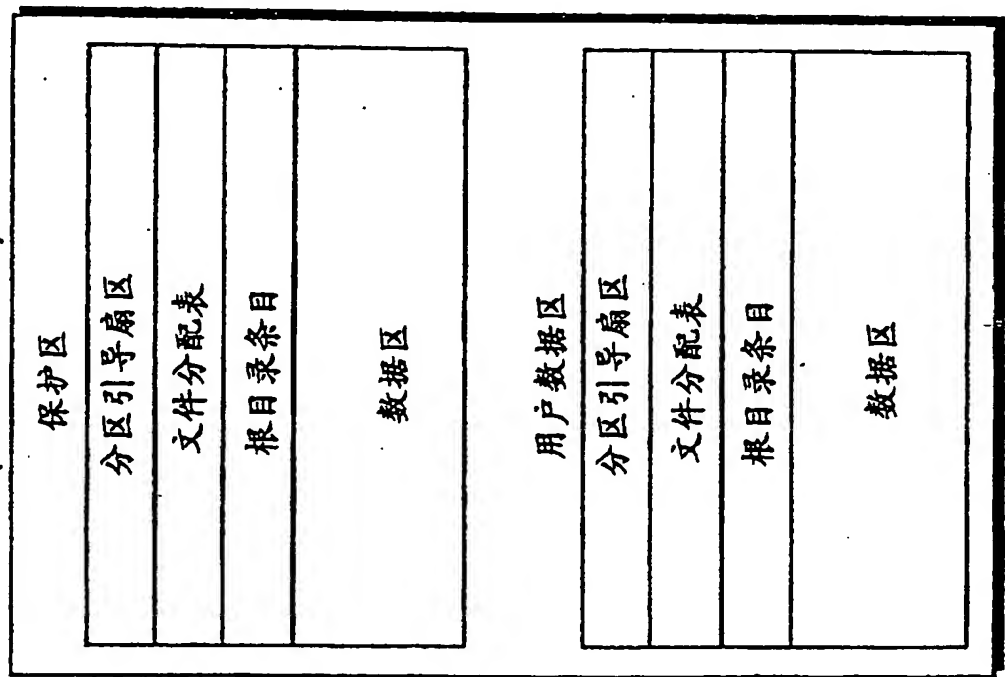 保护区
分区引导扇区
文件分配表
根目录条目
数据区
用户数据区
分区引导扇区
文件分配表
根目录条目
数据区